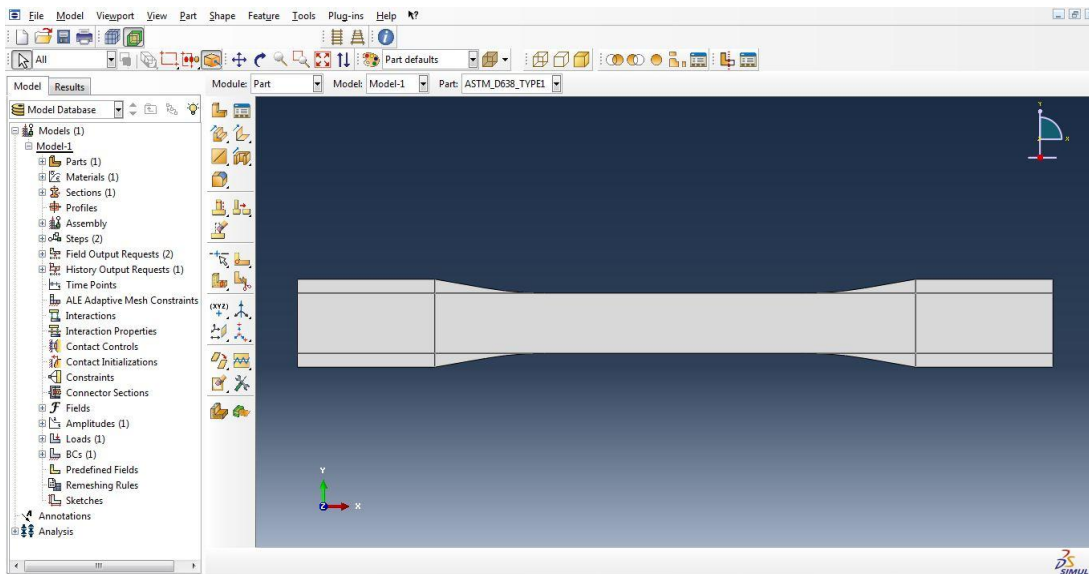 File Model Viewport View Part Shape Feature Tools Plug-ins Help
All Part defaults
Model Results
Module: Part Model: Model-1 Part: ASTM_D638_TYPE1
Model Database
Models (1)
Model-1
Parts (1)
Materials (1)
Sections (1)
Profiles
Assembly
Steps (2)
Field Output Requests (2)
History Output Requests (1)
Time Points
ALE Adaptive Mesh Constraints
Interactions
Interaction Properties
Contact Controls
Contact Initializations
Constraints
Connector Sections
Fields
Amplitudes (1)
Loads (1)
BCs (1)
Predefined Fields
Remeshing Rules
Sketches
Annotations
Analysis
(XYZ)
Y
X
Y
Z
X
SIMUL